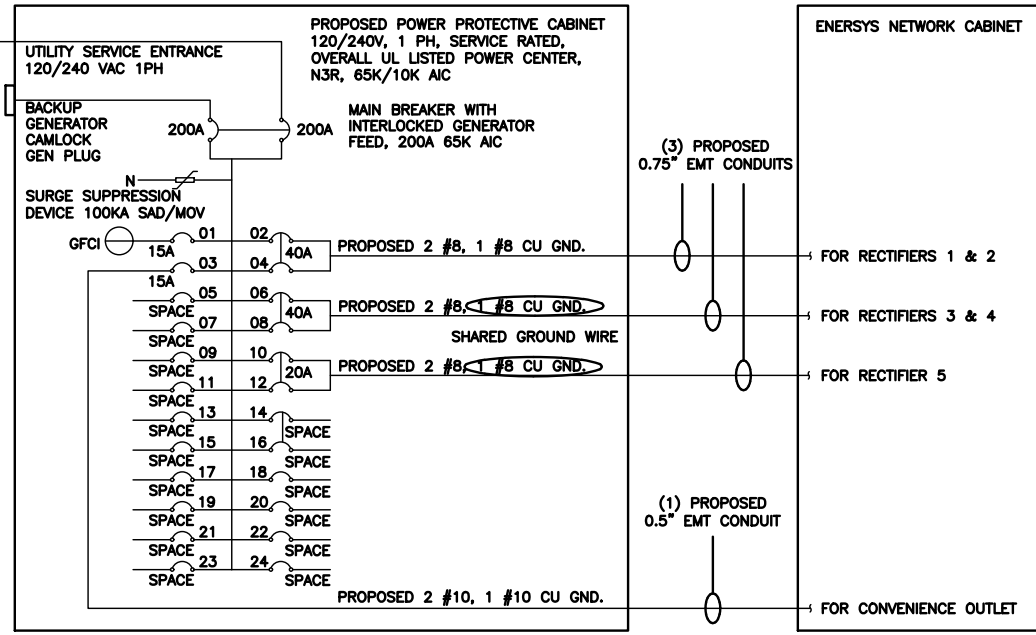 PROPOSED POWER PROTECTIVE CABINET
120/240V, 1 PH, SERVICE RATED,
OVERALL UL LISTED POWER CENTER,
N3R, 65K/10K AIC
ENERSYS NETWORK CABINET
UTILITY SERVICE ENTRANCE
120/240 VAC 1PH
BACKUP
GENERATOR
CAMLOCK
GEN PLUG
200A
200A
MAIN BREAKER WITH
INTERLOCKED GENERATOR
FEED, 200A 65K AIC
(3) PROPOSED
0.75" EMT CONDUITS
N
SURGE SUPPRESSION
DEVICE 100KA SAD/MOV
GFCI
15A
01
02
40A
PROPOSED 2 #8, 1 #8 CU GND.
FOR RECTIFIERS 1 & 2
15A
03
04
SPACE
05
06
40A
PROPOSED 2 #8, 1 #8 CU GND.
FOR RECTIFIERS 3 & 4
SPACE
07
08
SHARED GROUND WIRE
SPACE
09
10
20A
PROPOSED 2 #8, 1 #8 CU GND.
FOR RECTIFIER 5
SPACE
11
12
SPACE
13
14
SPACE
SPACE
15
16
SPACE
SPACE
17
18
SPACE
SPACE
19
20
SPACE
SPACE
21
22
SPACE
SPACE
23
24
SPACE
(1) PROPOSED
0.5" EMT CONDUIT
PROPOSED 2 #10, 1 #10 CU GND.
FOR CONVENIENCE OUTLET